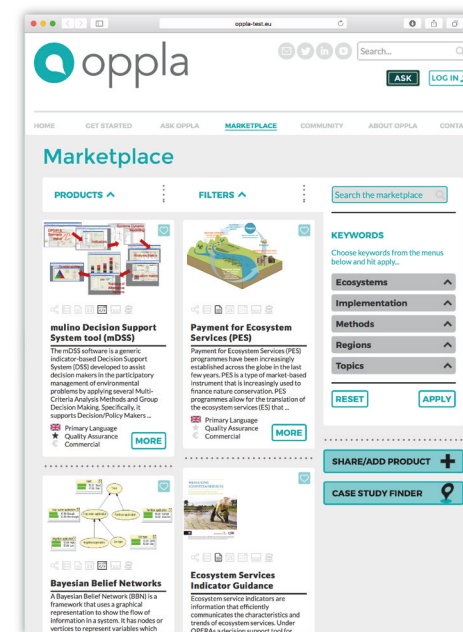 oppla-test.eu
oppla
Search...
ASK
LOG IN
HOME
GET STARTED
ASK OPPLA
MARKETPLACE
COMMUNITY
ABOUT OPPLA
CONTA
Marketplace
PRODUCTS
FILTERS
Search the marketplace
mulino Decision Support
System tool (mDSS)
The mDSS software is a generic
indicator-based Decision Support
System (DSS) developed to assist
decision makers in the participatory
management of environmental
problems by applying several Multi-
Criteria Analysis Methods and Group
Decision Making. Specifically, it
supports Decision/Policy Makers ...
Primary Language
Quality Assurance
Commercial
MORE
Payment for Ecosystem
Services (PES)
Payment for Ecosystem Services (PES)
programmes have been increasingly
established across the globe in the last
few years. PES is a type of market-based
instrument that is increasingly used to
finance nature conservation. PES
programmes allow for the translation of
the ecosystem services (ES) that ...
Primary Language
Quality Assurance
Commercial
MORE
KEYWORDS
Choose keywords from the menus
below and hit apply...
Ecosystems
Implementation
Methods
Regions
Topics
RESET
APPLY
SHARE/ADD PRODUCT
CASE STUDY FINDER
Bayesian Belief Networks
A Bayesian Belief Network (BBN) is a
framework that uses a graphical
representation to show the flow of
information in a system. It has nodes or
vertices to represent variables which
Ecosystem Services
Indicator Guidance
Ecosystem service indicators are
information that efficiently
communicates the characteristics and
trends of ecosystem services. Under
OPERAs a decision support tool for